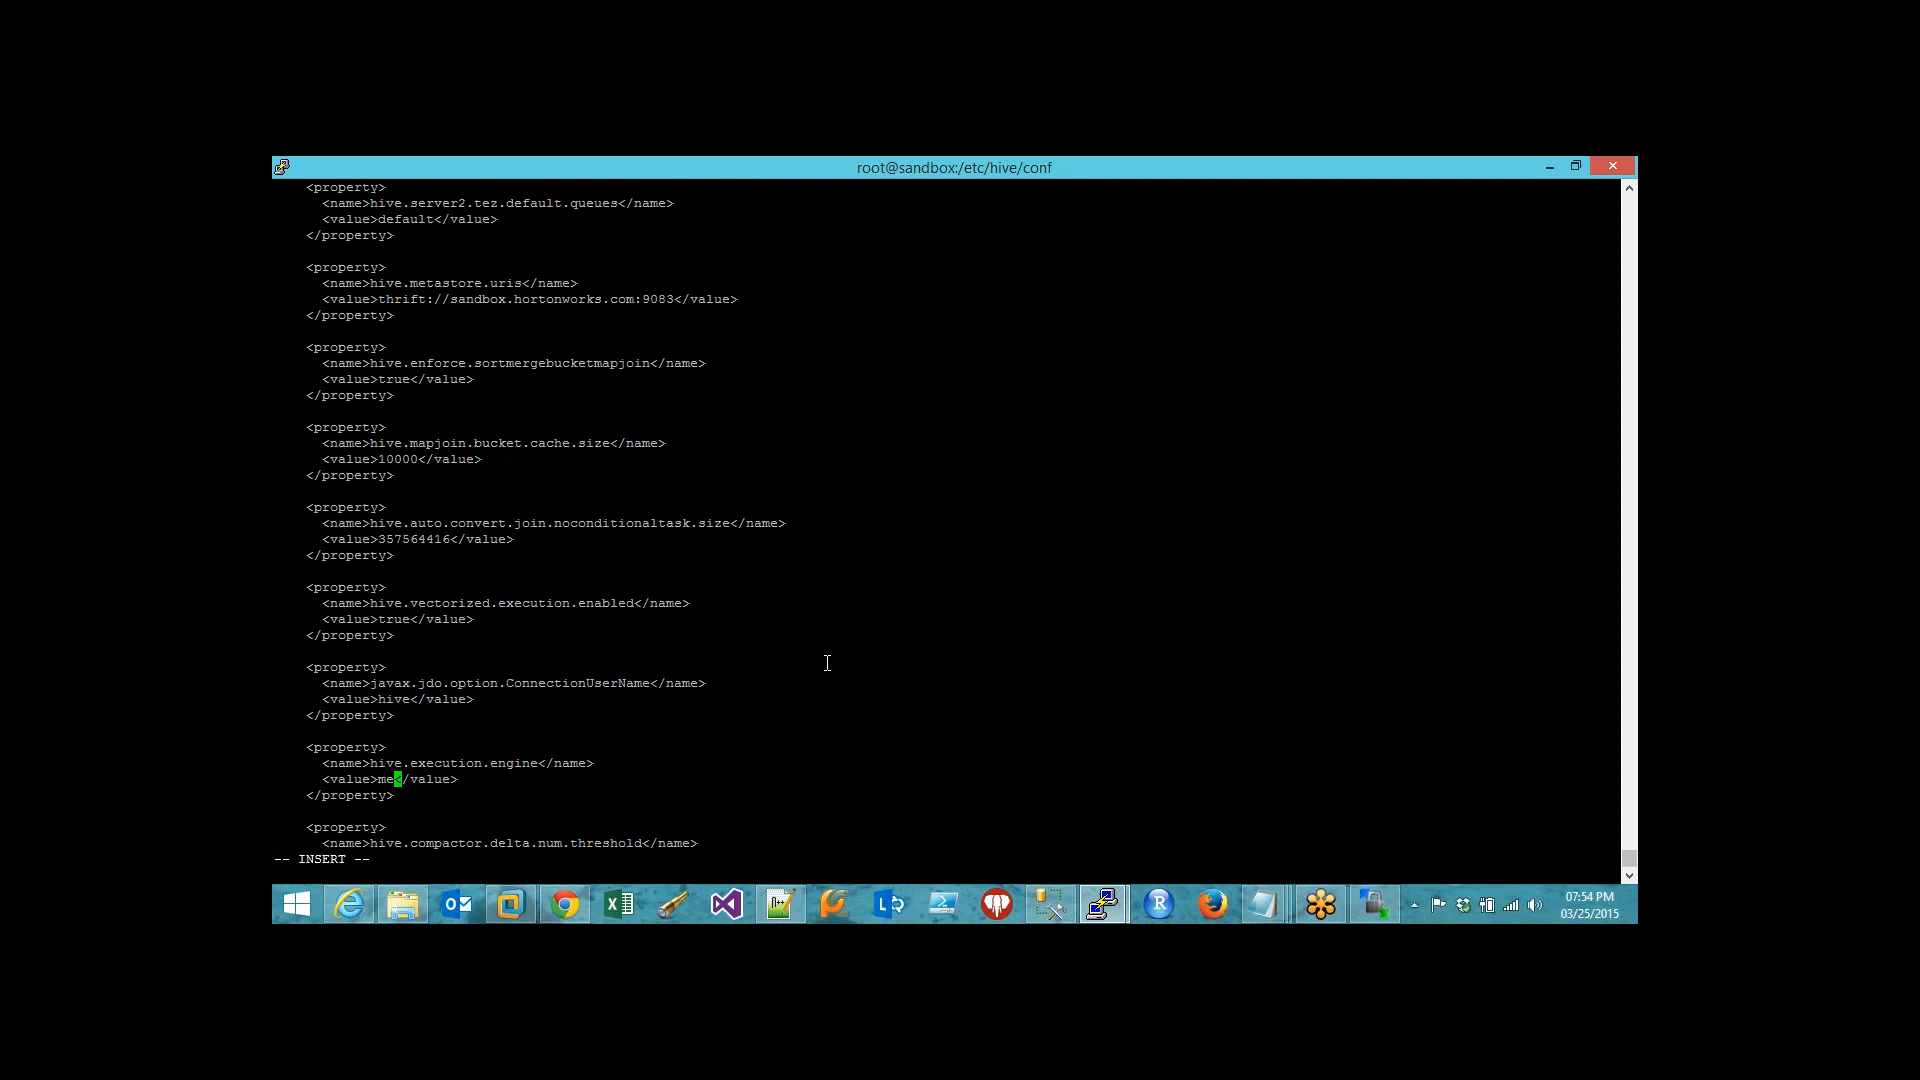 root@sandbox:/etc/hive/conf
<property>
<name>hive.server2.tez.default.queues</name>
<value>default</value>
</property>
<property>
<name>hive.metastore.uris</name>
<value>thrift://sandbox.hortonworks.com:9083</value>
</property>
<property>
<name>hive.enforce.sortmergebucketmapjoin</name>
<value>true</value>
</property>
<property>
<name>hive.mapjoin.bucket.cache.size</name>
<value>10000</value>
</property>
<property>
<name>hive.auto.convert.join.noconditionaltask.size</name>
<value>357564416</value>
</property>
<property>
<name>hive.vectorized.execution.enabled</name>
<value>true</value>
</property>
<property>
<name>javax.jdo.option.ConnectionUserName</name>
<value>hive</value>
</property>
<property>
<name>hive.execution.engine</name>
<value>me</value>
</property>
<property>
<name>hive.compactor.delta.num.threshold</name>
-- INSERT --
07:54 PM
03/25/2015